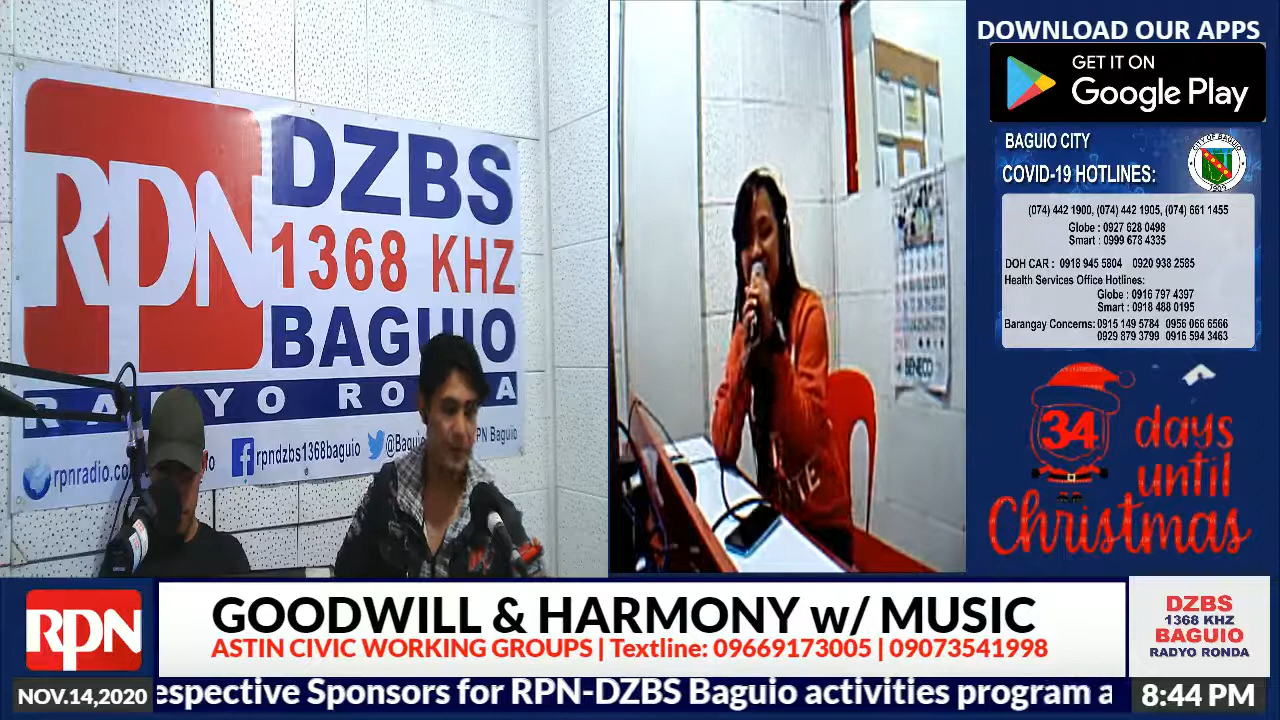 DOWNLOAD OUR APPS
GET IT ON
Google Play
BAGUIO CITY
COVID-19 HOTLINES:
(074) 442 1900, (074) 442 1905, (074) 661 1455
Globe : 0927 628 0498
Smart : 0999 678 4335
DOH CAR : 0918 945 5804 0920 938 2585
Health Services Office Hotlines:
Globe : 0916 797 4397
Smart : 0918 488 0195
Barangay Concerns: 0915 149 5784 0956 066 6566
0929 879 3799 0916 594 3463
34
days
until
Christmas
RPN
DZBS
1368 KHZ
BAGUIO
RADYO RONDA
rpnradio.co
rpndzbs1368baguio
@Baguio
RPN Baguio
BENECO
RPN
GOODWILL & HARMONY w/ MUSIC
ASTIN CIVIC WORKING GROUPS | Textline: 09669173005 | 09073541998
DZBS
1368 KHZ
BAGUIO
RADYO RONDA
NOV.14,2020
espective Sponsors for RPN-DZBS Baguio activities program a
8:44 PM